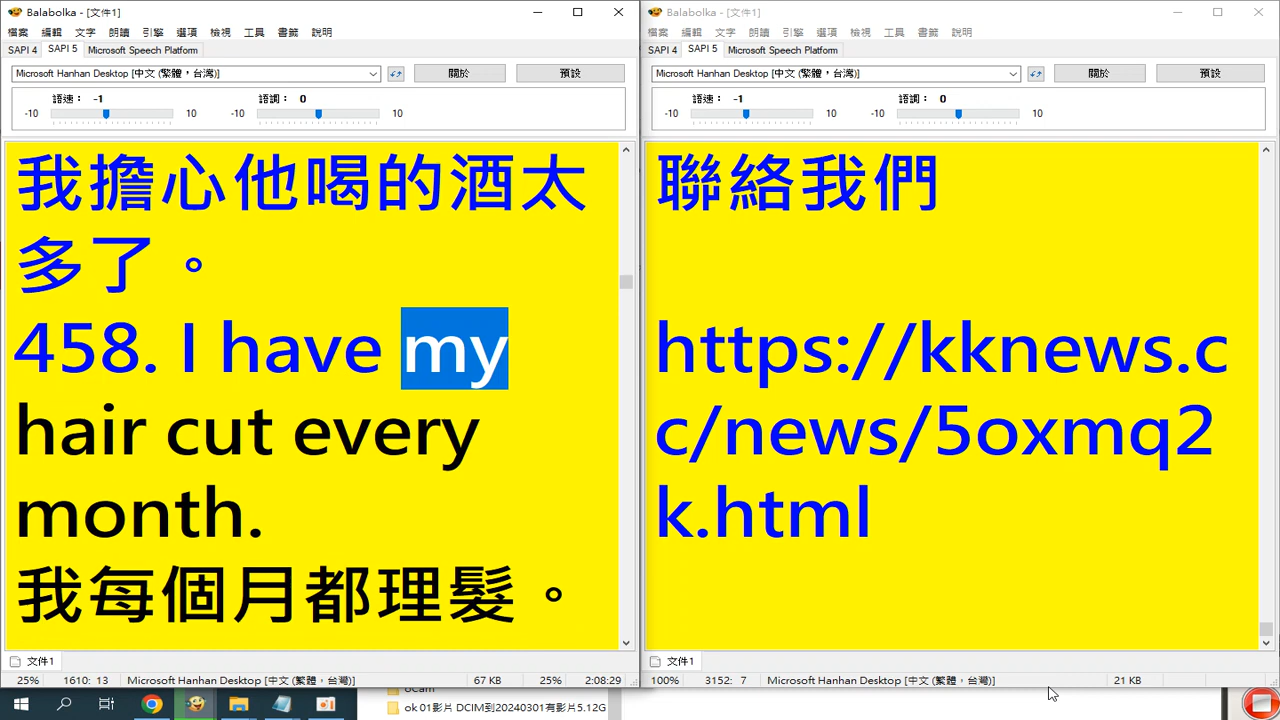 Balabolka - [文件1]
檔案 編輯 文字 朗讀 引擎 選項 檢視 工具 書籤 說明
SAPI 4 SAPI 5 Microsoft Speech Platform
Microsoft Hanhan Desktop [中文 (繁體，台灣)] 關於 預設
語速： -1 語調： 0
-10 10 -10 10
我擔心他喝的酒太
多了。
458. I have my
hair cut every
month.
我每個月都理髮。
文件1
25% 1610: 13 Microsoft Hanhan Desktop [中文 (繁體，台灣)] 67 KB 25% 2:08:29
Balabolka - [文件1]
檔案 編輯 文字 朗讀 引擎 選項 檢視 工具 書籤 說明
SAPI 4 SAPI 5 Microsoft Speech Platform
Microsoft Hanhan Desktop [中文 (繁體，台灣)] 關於 預設
語速： -1 語調： 0
-10 10 -10 10
聯絡我們
https://kknews.c
c/news/5oxmq2
k.html
文件1
100% 3152: 7 Microsoft Hanhan Desktop [中文 (繁體，台灣)] 21 KB
oCam
ok 01影片 DCIM到20240301有影片5.12G